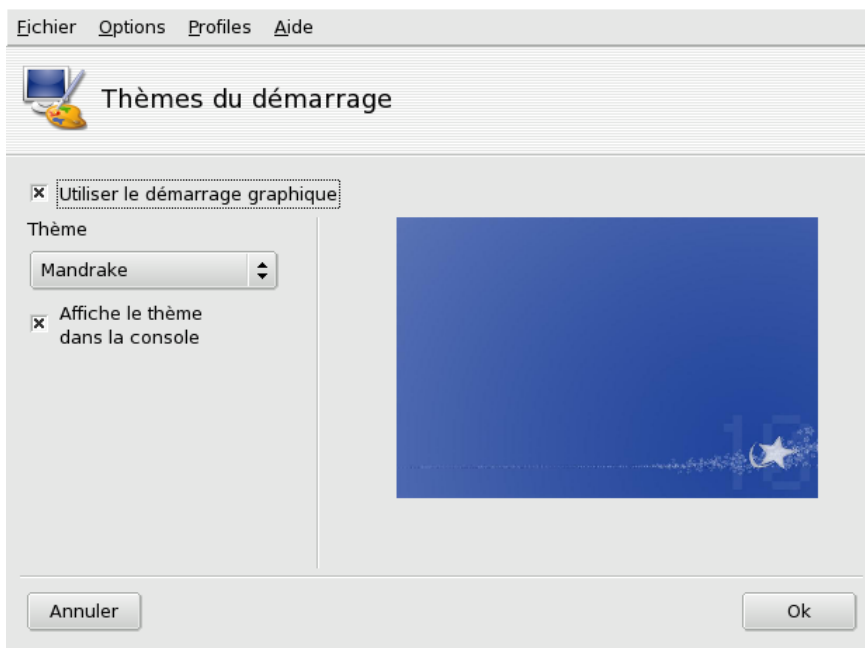 Fichier Options Profiles Aide
Thèmes du démarrage
Utiliser le démarrage graphique
Thème
Mandrake
Affiche le thème
dans la console
10
Annuler Ok